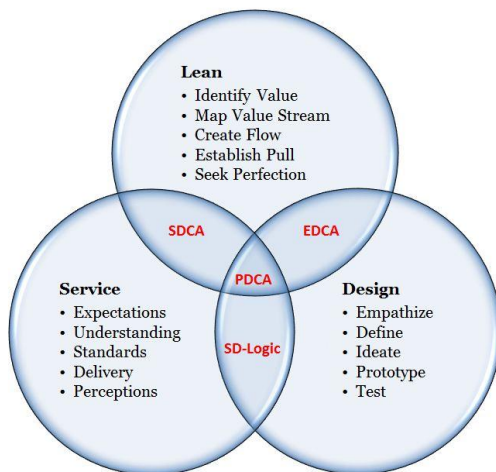 Lean
• Identify Value
• Map Value Stream
• Create Flow
• Establish Pull
• Seek Perfection
SDCA
EDCA
PDCA
Service
• Expectations
• Understanding
• Standards
• Delivery
• Perceptions
SD-Logic
Design
• Empathize
• Define
• Ideate
• Prototype
• Test